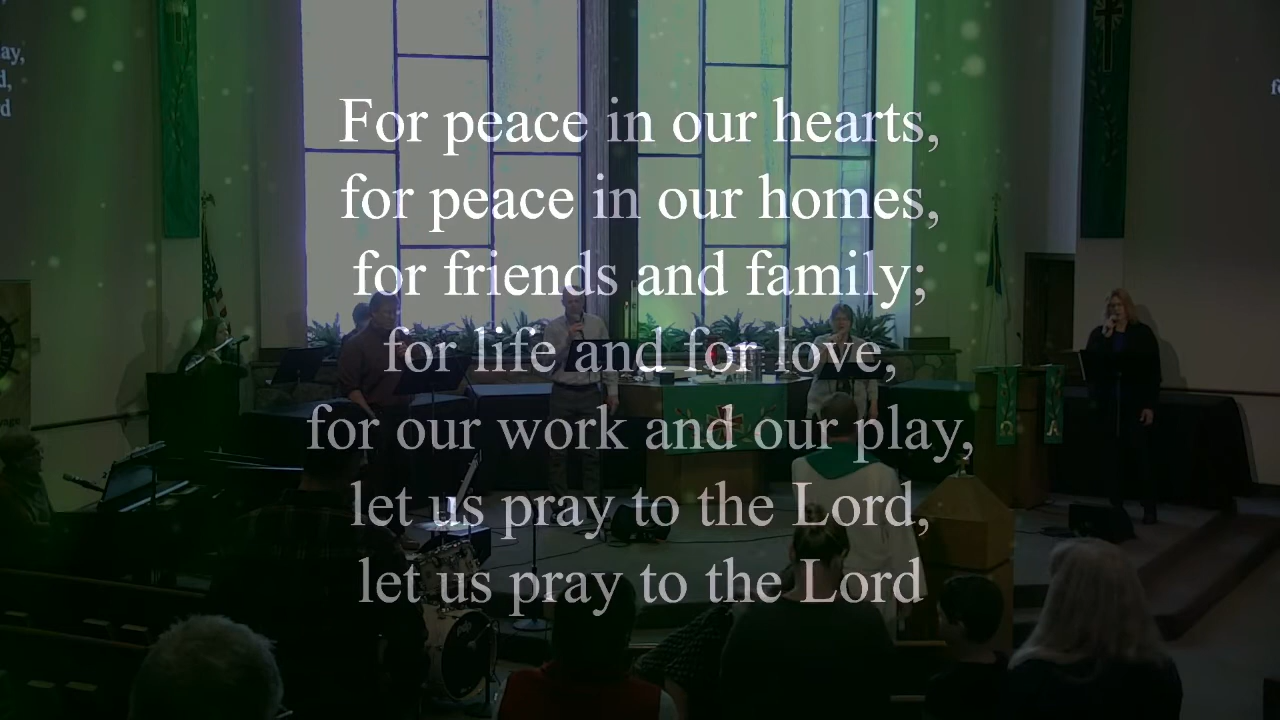 For peace in our hearts,
for peace in our homes,
for friends and family;
for life and for love,
for our work and our play,
let us pray to the Lord,
let us pray to the Lord